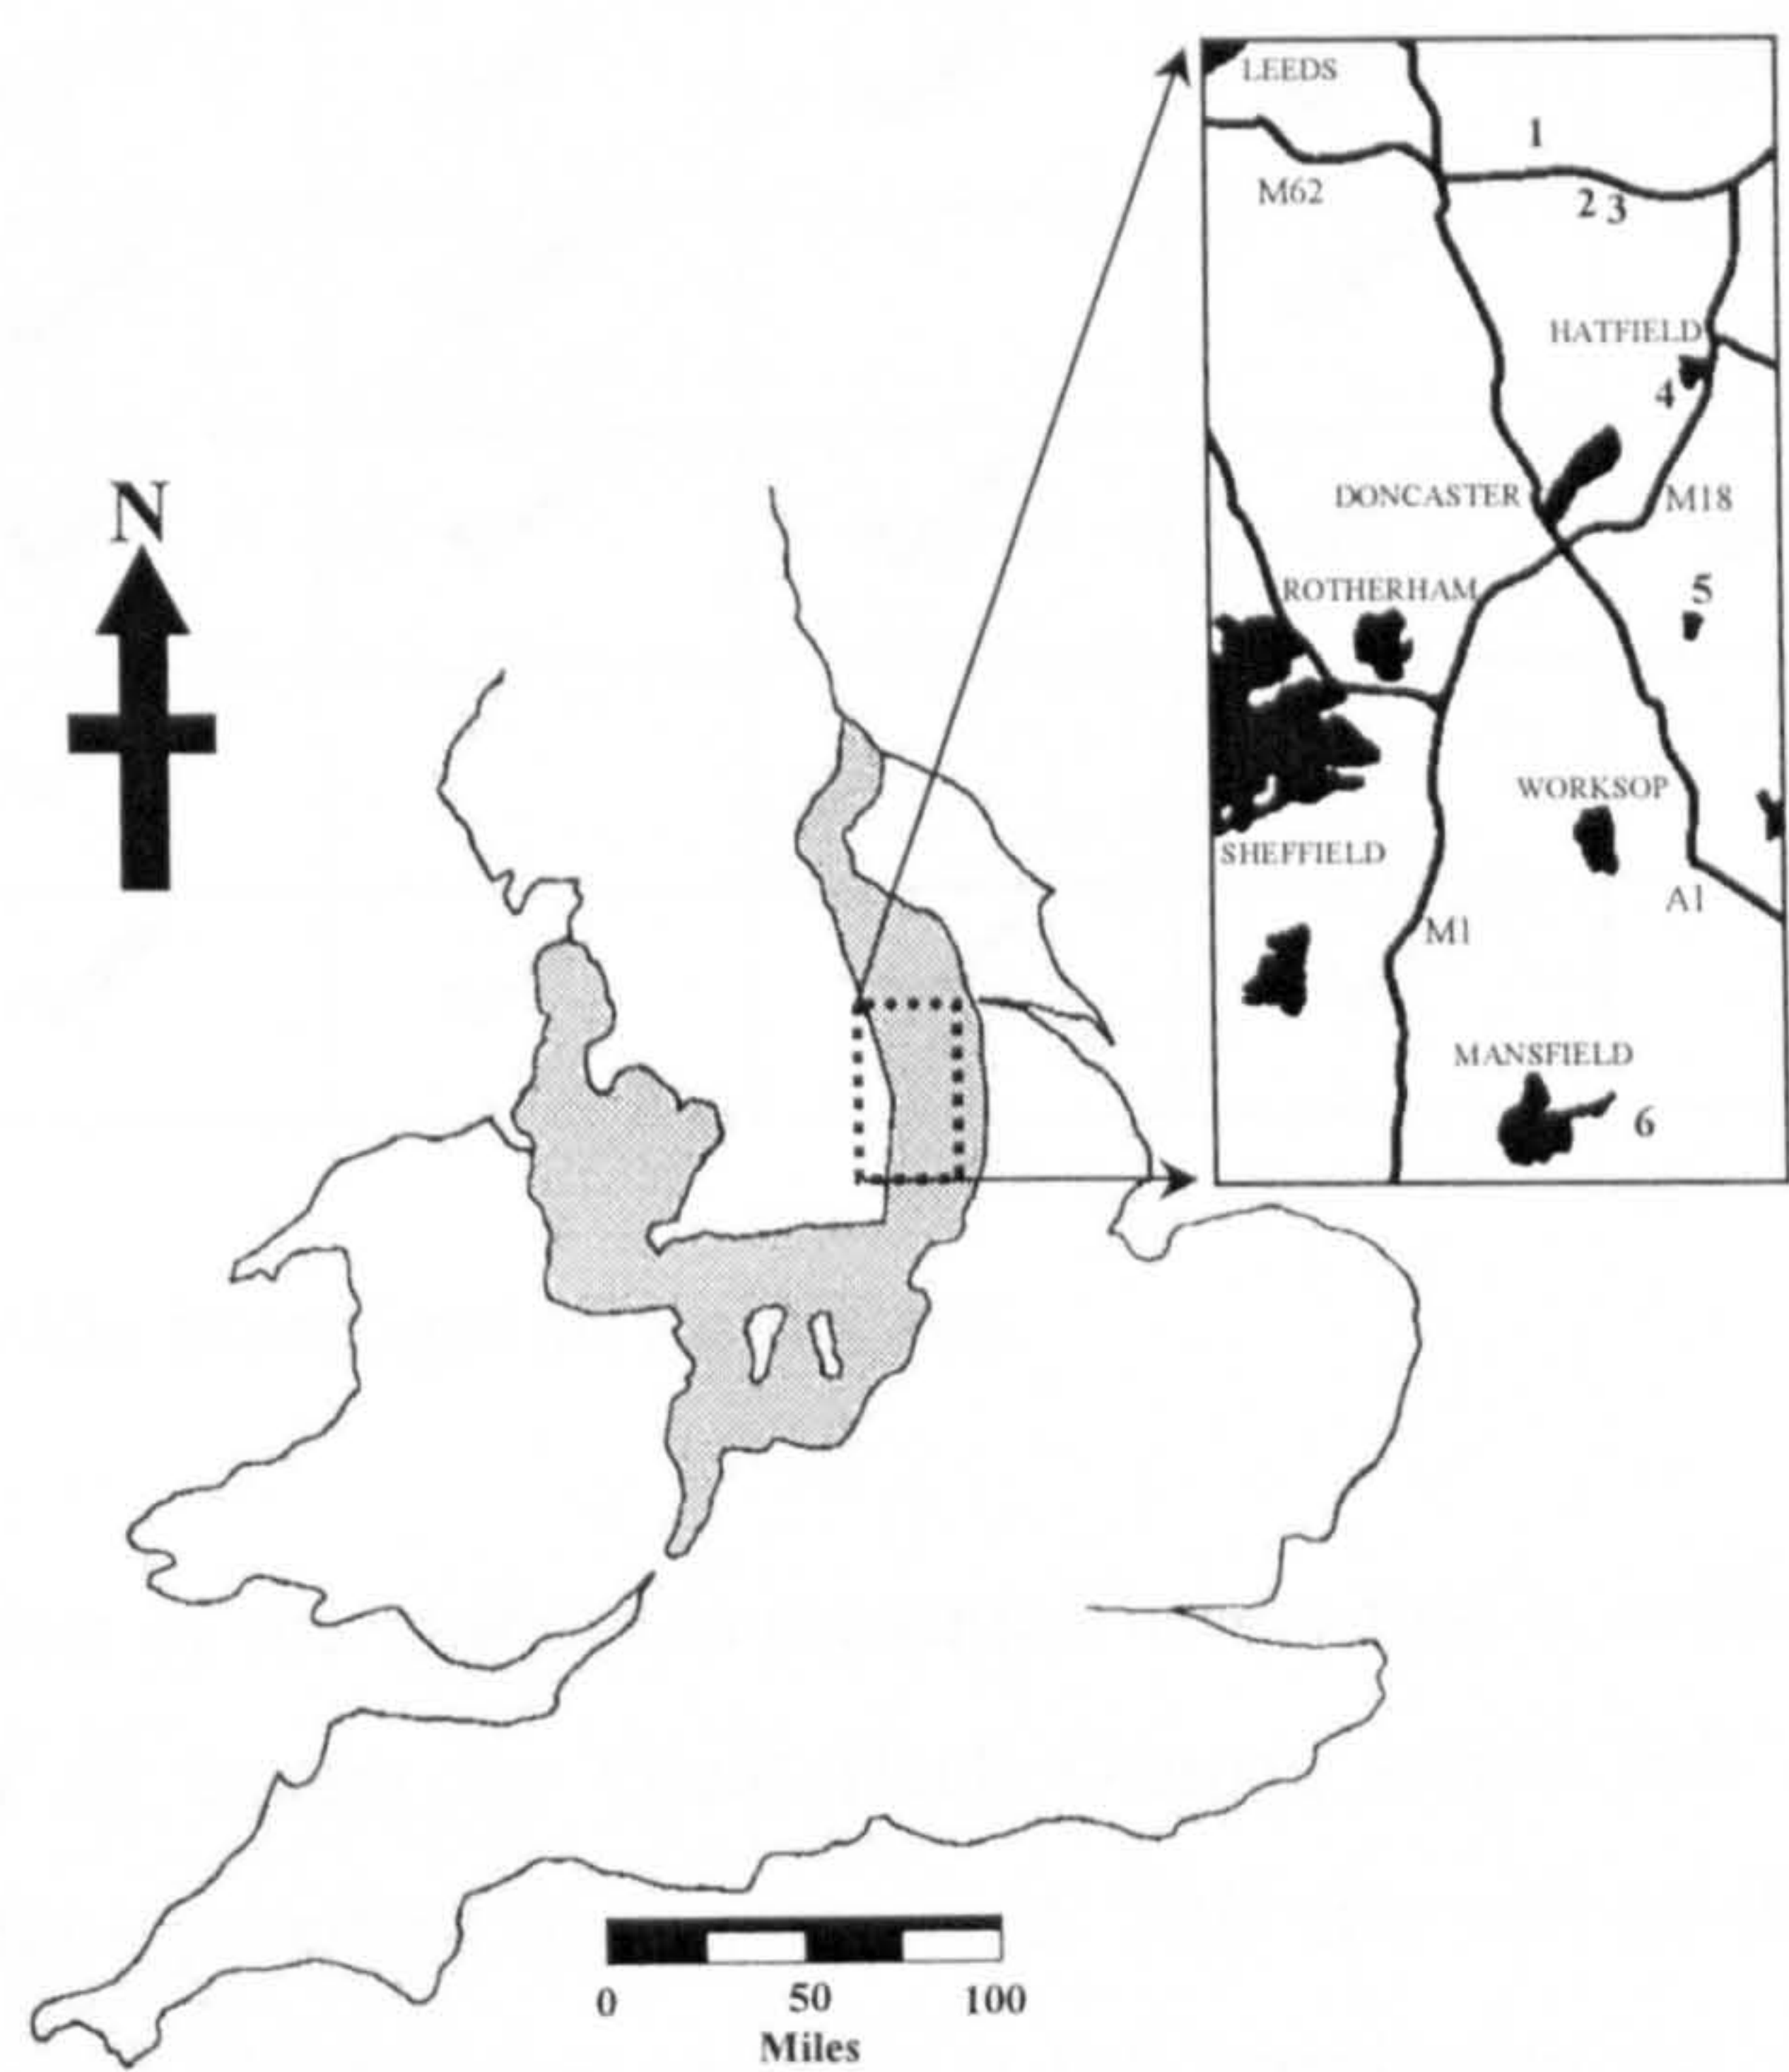 LEEDS
1
M62
2 3
HATFIELD
4
N
DONCASTER
M18
ROTHERHAM
5
WORKSOP
SHEFFIELD
A1
M1
MANSFIELD
6
0 50 100
Miles